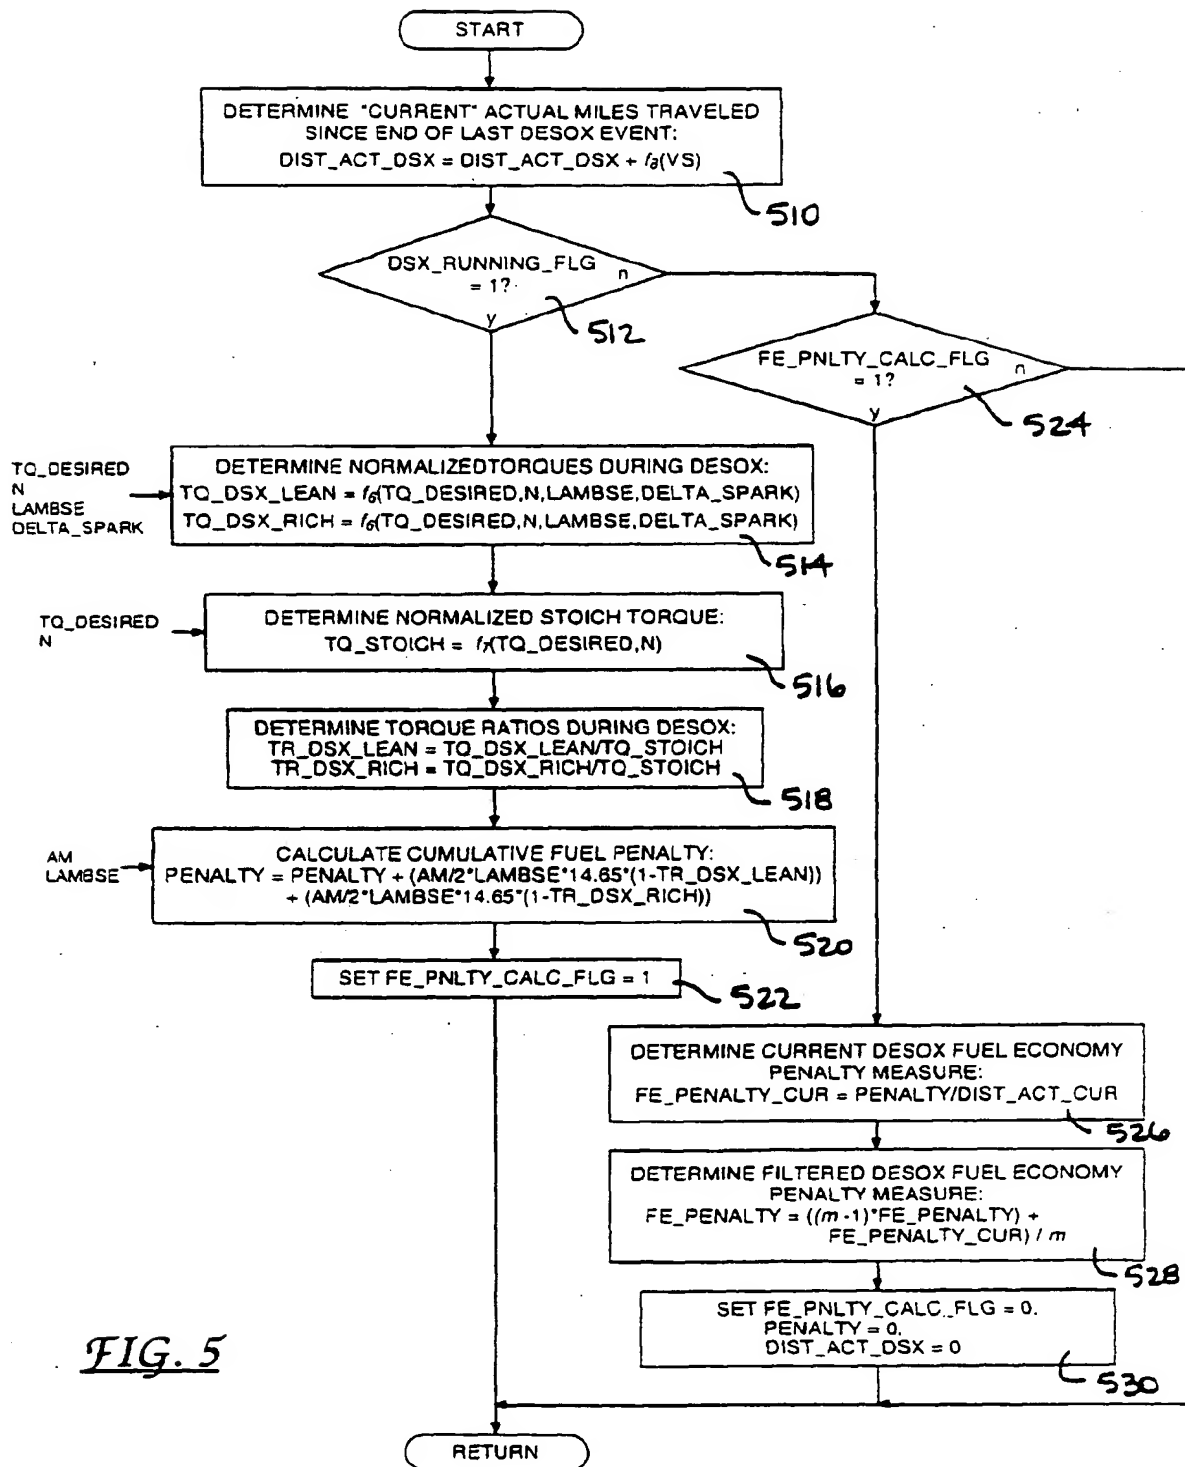 START
DETERMINE "CURRENT" ACTUAL MILES TRAVELED
SINCE END OF LAST DESOX EVENT:
DIST_ACT_DSX = DIST_ACT_DSX + fa(VS)
510
DSX_RUNNING_FLG
= 1?
n
y
512
FE_PNLTY_CALC_FLG
= 1?
n
y
524
TQ_DESIRED
N
LAMBSE
DELTA_SPARK
DETERMINE NORMALIZEDTORQUES DURING DESOX:
TQ_DSX_LEAN = f6(TQ_DESIRED,N,LAMBSE,DELTA_SPARK)
TQ_DSX_RICH = f6(TQ_DESIRED,N,LAMBSE,DELTA_SPARK)
514
TQ_DESIRED
N
DETERMINE NORMALIZED STOICH TORQUE:
TQ_STOICH = f7(TQ_DESIRED,N)
516
DETERMINE TORQUE RATIOS DURING DESOX:
TR_DSX_LEAN = TQ_DSX_LEAN/TQ_STOICH
TR_DSX_RICH = TQ_DSX_RICH/TQ_STOICH
518
AM
LAMBSE
CALCULATE CUMULATIVE FUEL PENALTY:
PENALTY = PENALTY + (AM/2*LAMBSE*14.65*(1-TR_DSX_LEAN))
+ (AM/2*LAMBSE*14.65*(1-TR_DSX_RICH))
520
SET FE_PNLTY_CALC_FLG = 1
522
DETERMINE CURRENT DESOX FUEL ECONOMY
PENALTY MEASURE:
FE_PENALTY_CUR = PENALTY/DIST_ACT_CUR
526
DETERMINE FILTERED DESOX FUEL ECONOMY
PENALTY MEASURE:
FE_PENALTY = ((m -1)*FE_PENALTY) +
FE_PENALTY_CUR) / m
528
SET FE_PNLTY_CALC_FLG = 0.
PENALTY = 0.
DIST_ACT_DSX = 0
530
FIG. 5
RETURN